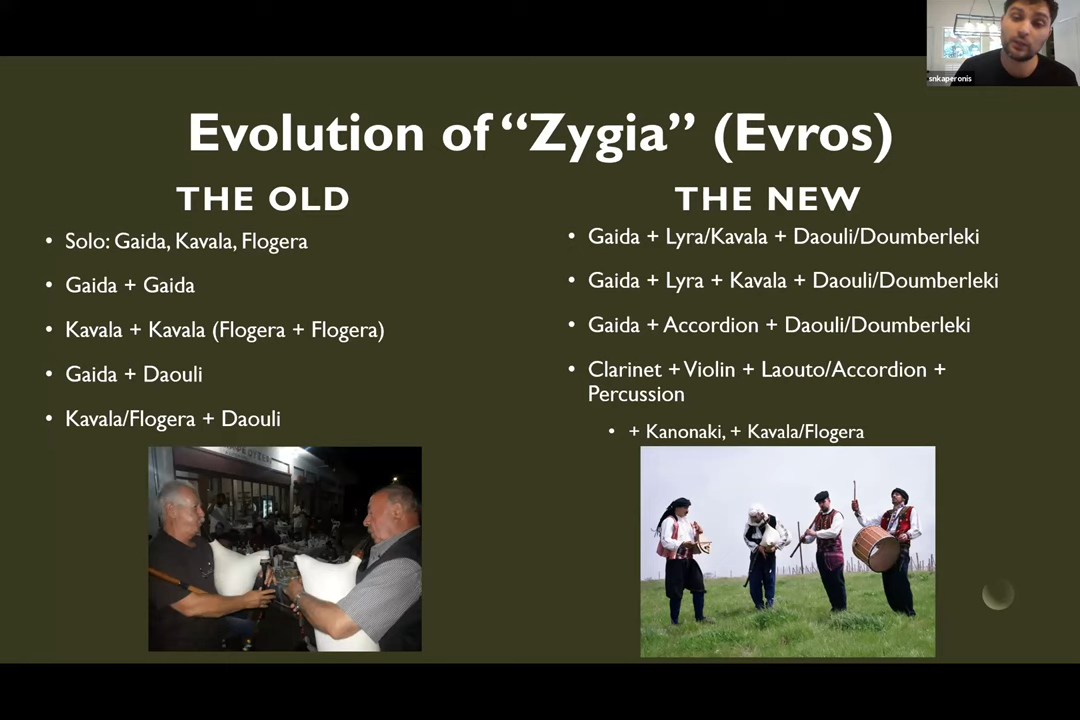 snkaperonis
Evolution of “Zygia” (Evros)
THE OLD
• Solo: Gaida, Kavala, Flogera
• Gaida + Gaida
• Kavala + Kavala (Flogera + Flogera)
• Gaida + Daouli
• Kavala/Flogera + Daouli
THE NEW
• Gaida + Lyra/Kavala + Daouli/Doumberleki
• Gaida + Lyra + Kavala + Daouli/Doumberleki
• Gaida + Accordion + Daouli/Doumberleki
• Clarinet + Violin + Laouto/Accordion +
Percussion
• + Kanonaki, + Kavala/Flogera